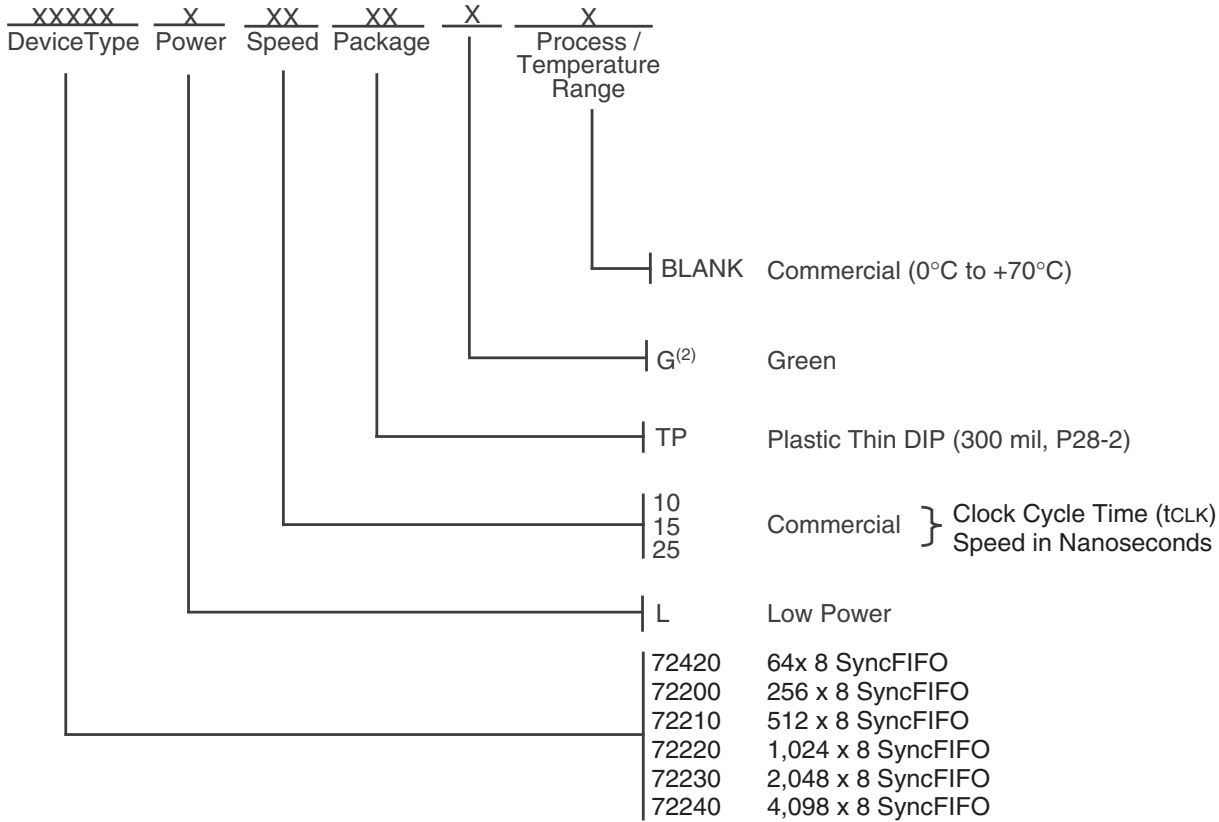 XXXXX X XX XX X X
DeviceType Power Speed Package Process /
Temperature
Range
BLANK Commercial (0°C to +70°C)
G(2) Green
TP Plastic Thin DIP (300 mil, P28-2)
10
15
25
Commercial } Clock Cycle Time (tCLK)
Speed in Nanoseconds
L Low Power
72420 64x 8 SyncFIFO
72200 256 x 8 SyncFIFO
72210 512 x 8 SyncFIFO
72220 1,024 x 8 SyncFIFO
72230 2,048 x 8 SyncFIFO
72240 4,098 x 8 SyncFIFO